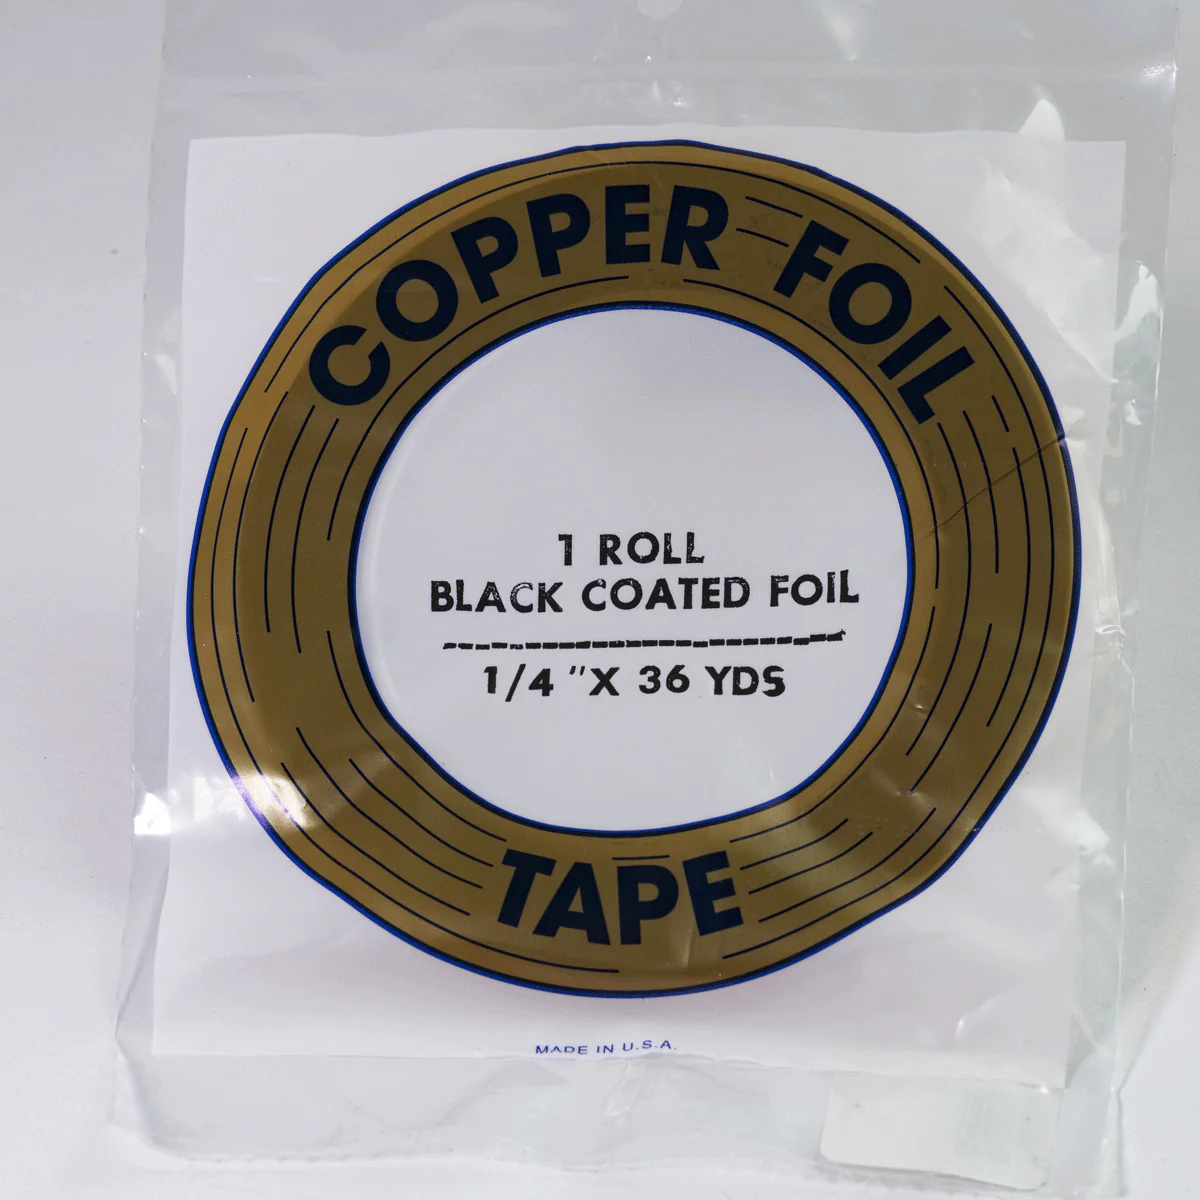 COPPER FOIL
1 ROLL
BLACK COATED FOIL
1/4 "X 36 YDS
TAPE
MADE IN U.S.A.